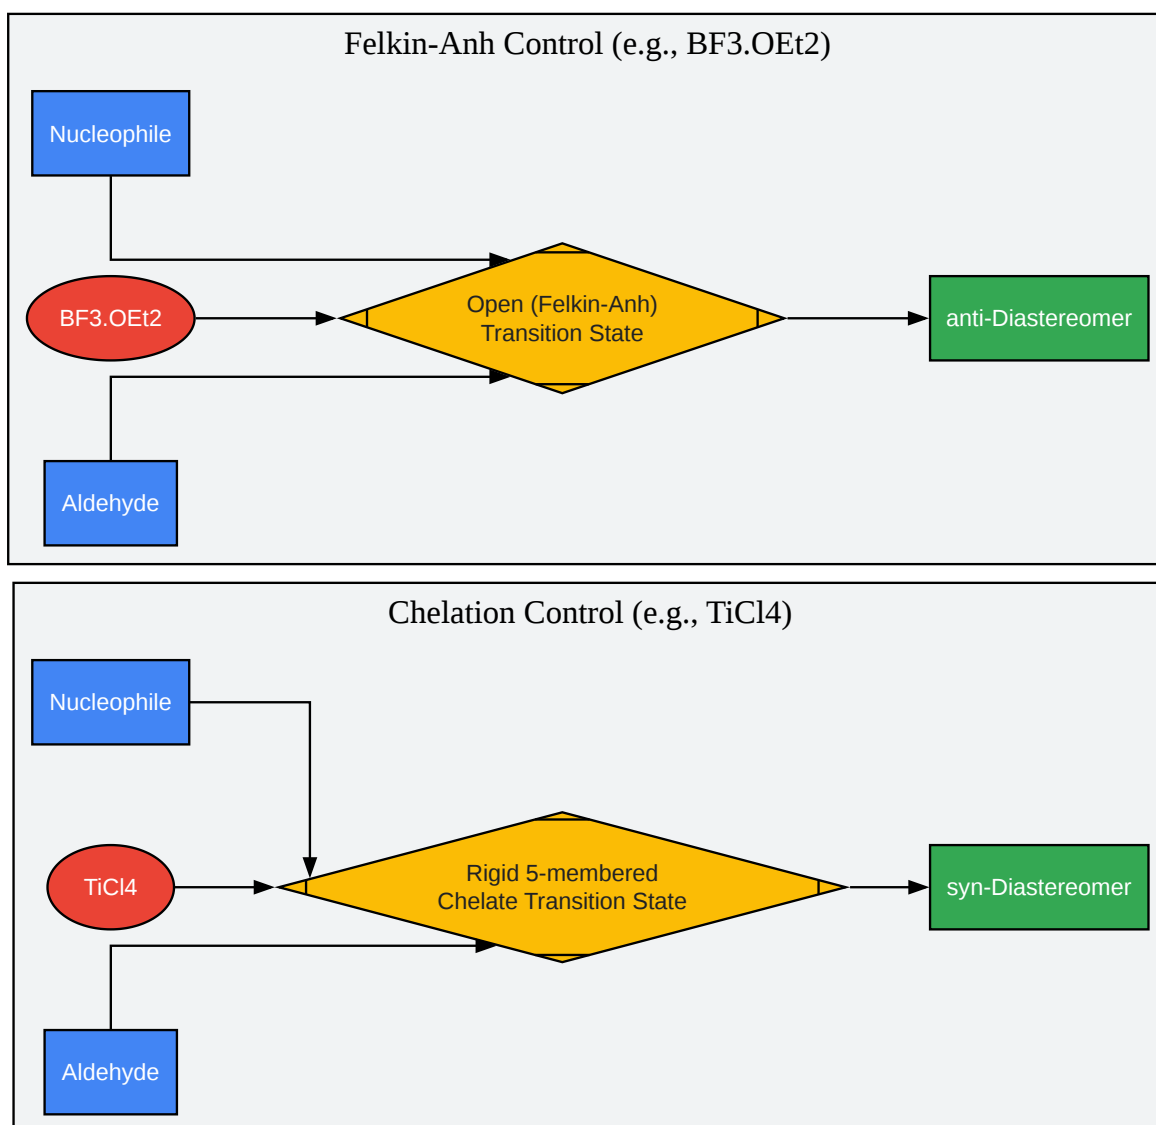 Felkin-Anh Control (e.g., BF3.OEt2)
Nucleophile
BF3.OEt2
Open (Felkin-Anh)
Transition State
anti-Diastereomer
Aldehyde
Chelation Control (e.g., TiCl4)
Nucleophile
TiCl4
Rigid 5-membered
Chelate Transition State
syn-Diastereomer
Aldehyde